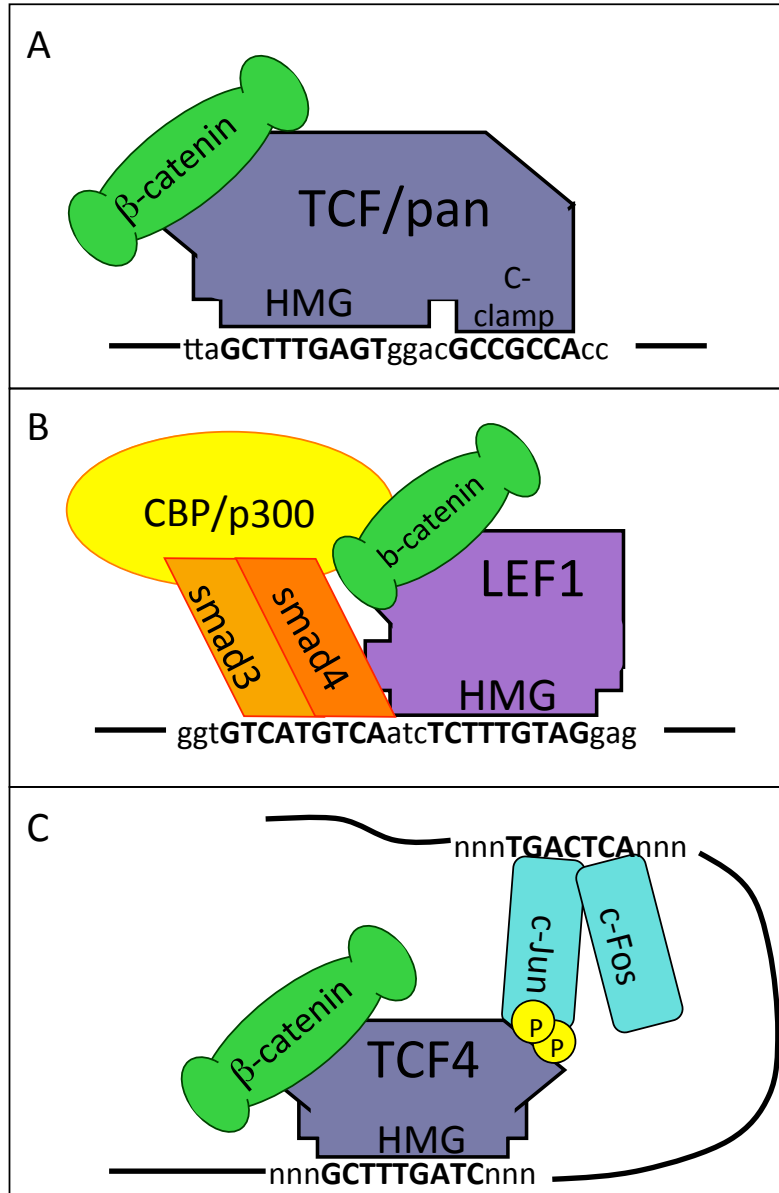 A
β-catenin
TCF/pan
HMG
C-
clamp
ttaGCTTTGAGTggacGCCGCCAcc
B
CBP/p300
b-catenin
smad3
smad4
LEF1
HMG
ggtGTCATGTCAatcTCTTTGTAGgag
C
nnnTGACTCAnnn
c-Jun
c-Fos
P
P
β-catenin
TCF4
HMG
nnnGCTTTGATCnnn